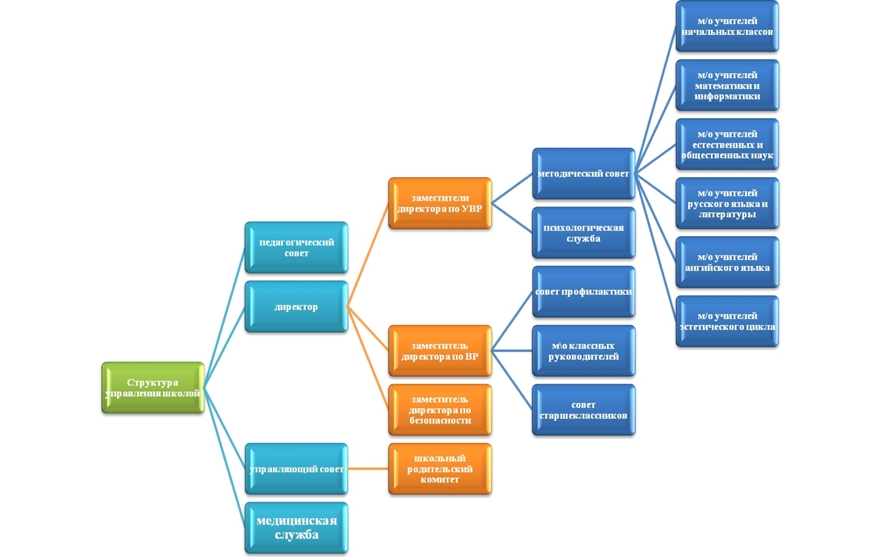 Структура
управления школой
педагогический
совет
директор
управляющий совет
медицинская
служба
заместители
директора по УВР
заместитель
директора по ВР
заместитель
директора по
безопасности
школьный
родительский
комитет
методический совет
психологическая
служба
совет профилактики
м\о классных
руководителей
совет
старшеклассников
м/о учителей
начальных классов
м/о учителей
математики и
информатики
м/о учителей
естественных и
общественных наук
м/о учителей
русского языка и
литературы
м/о учителей
ангийского языка
м/о учителей
эстетического цикла